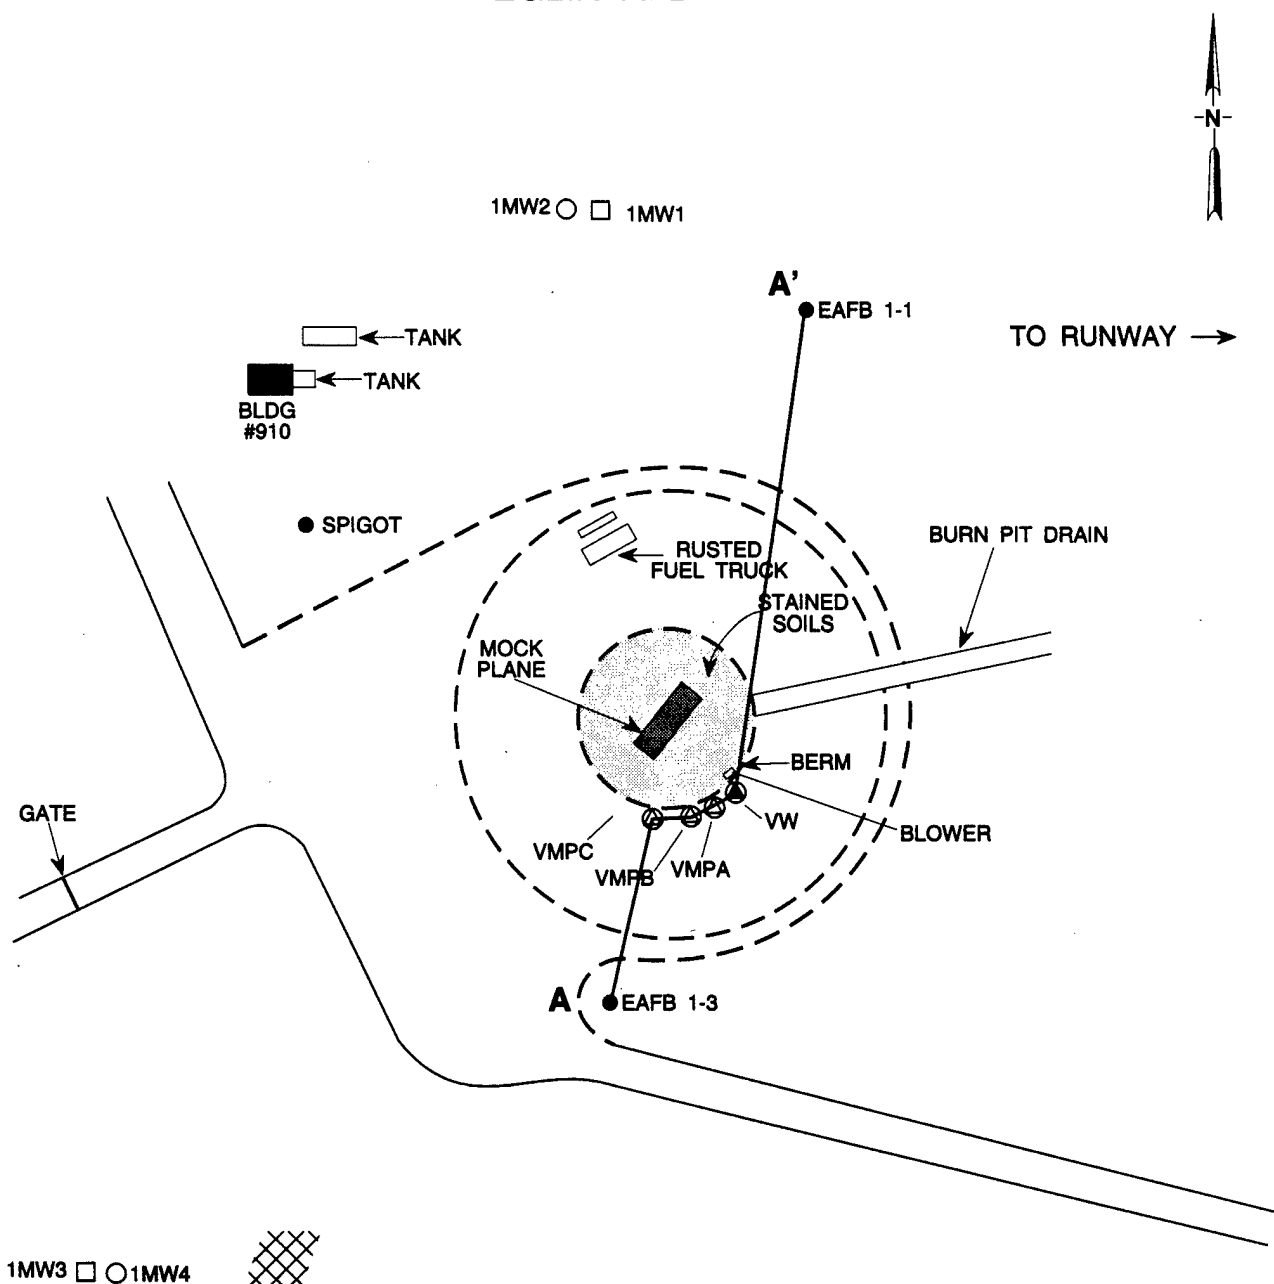 -N-
1MW2
1MW1
A'
EAFB 1-1
TANK
TO RUNWAY
TANK
BLDG
#910
SPIGOT
BURN PIT DRAIN
RUSTED
FUEL TRUCK
STAINED
SOILS
MOCK
PLANE
BERM
GATE
VW
BLOWER
VMPC
VMPB
VMPA
A
EAFB 1-3
1MW3
1MW4